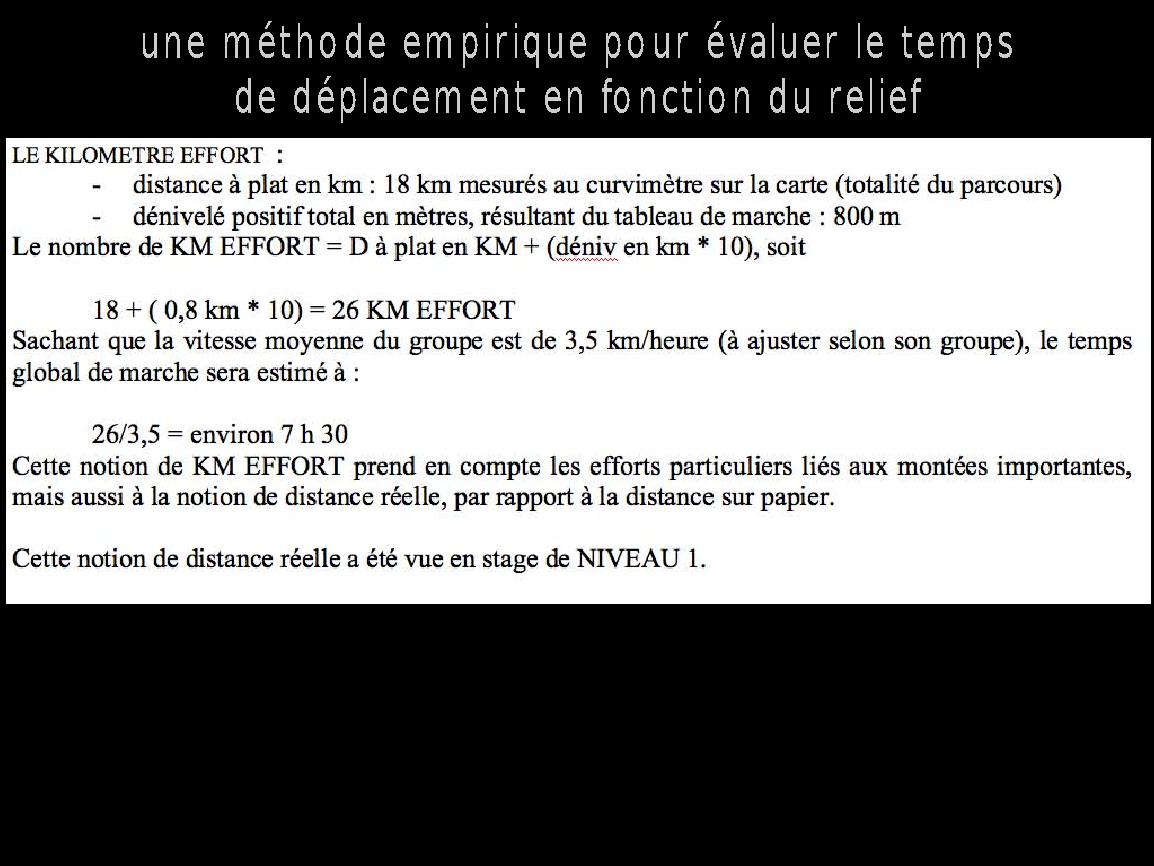 une méthode empirique pour évaluer le temps
de déplacement en fonction du relief
LE KILOMETRE EFFORT :
- distance à plat en km : 18 km mesurés au curvimètre sur la carte (totalité du parcours)
- dénivelé positif total en mètres, résultant du tableau de marche : 800 m
Le nombre de KM EFFORT = D à plat en KM + (déniv en km * 10), soit
18 + ( 0,8 km * 10) = 26 KM EFFORT
Sachant que la vitesse moyenne du groupe est de 3,5 km/heure (à ajuster selon son groupe), le temps
global de marche sera estimé à :
26/3,5 = environ 7 h 30
Cette notion de KM EFFORT prend en compte les efforts particuliers liés aux montées importantes,
mais aussi à la notion de distance réelle, par rapport à la distance sur papier.
Cette notion de distance réelle a été vue en stage de NIVEAU 1.